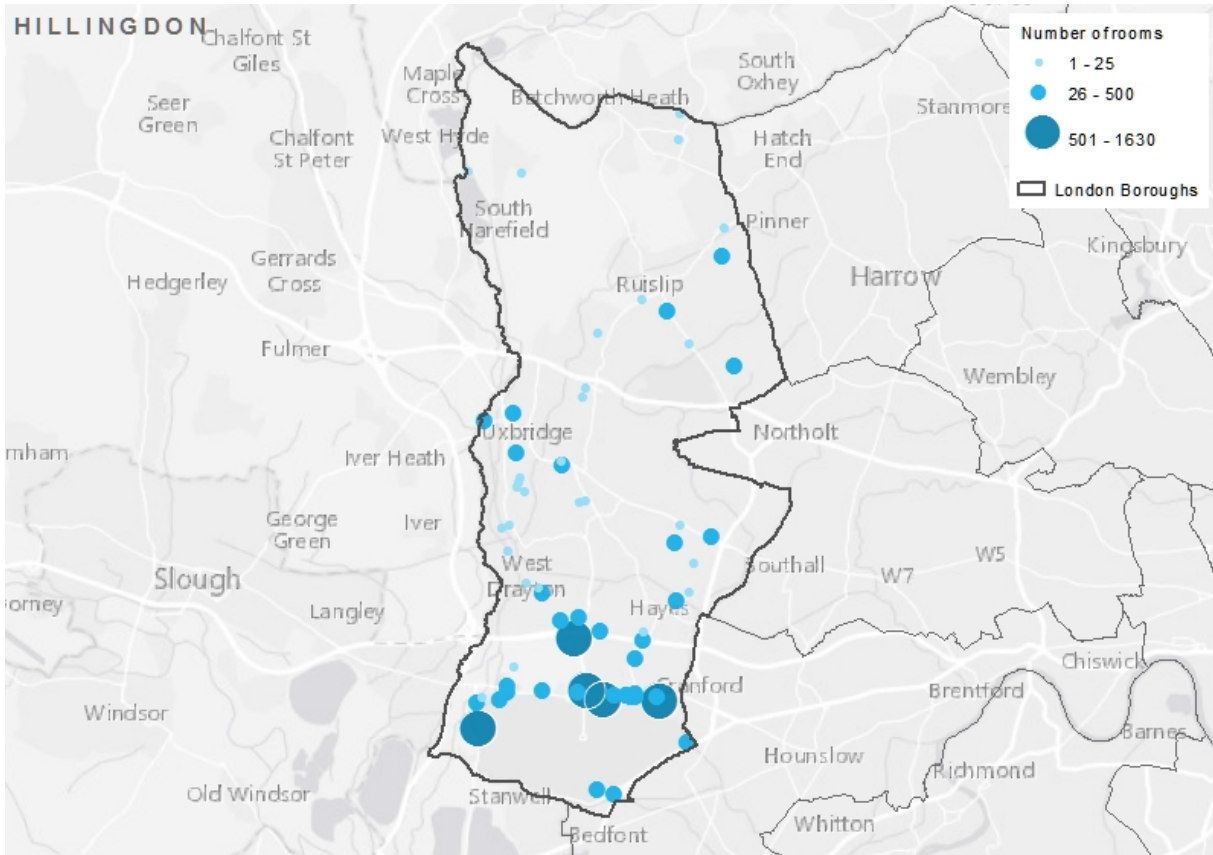 HILLINGDON
Chalfont St
Giles
Maple
Cross
Batchworth Heath
South
Oxhey
Seer
Green
Chalfont
St Peter
West Hyde
Hatch
End
Stanmore
Number of rooms
1 - 25
26 - 500
501 - 1630
London Boroughs
South
Harefield
Pinner
Kingsbury
Gerrards
Cross
Hedgerley
Ruislip
Harrow
Fulmer
Wembley
Uxbridge
Northolt
rnham
Iver Heath
George
Green
Iver
West
Drayton
Southall
W5
W7
Slough
Langley
Hayes
Chiswick
Cranford
Brentford
Windsor
Barnes
Hounslow
Richmond
Old Windsor
Stanwell
Whitton
Bedfont